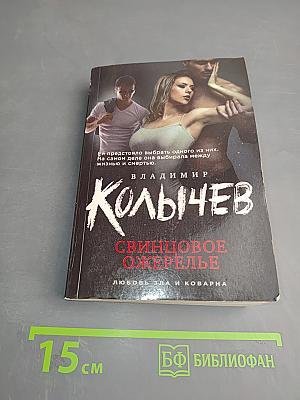 Ей предстояло выбрать одного из них.
На самом деле она выбирала между
жизнью и смертью.
ВЛАДИМИР
КОЛЫЧЕВ
СВИНЦОВОЕ
ОЖЕРЕЛЬЕ
ЛЮБОВЬ ЗЛА И КОВАРНА
15 см
БФ БИБЛИОФАН